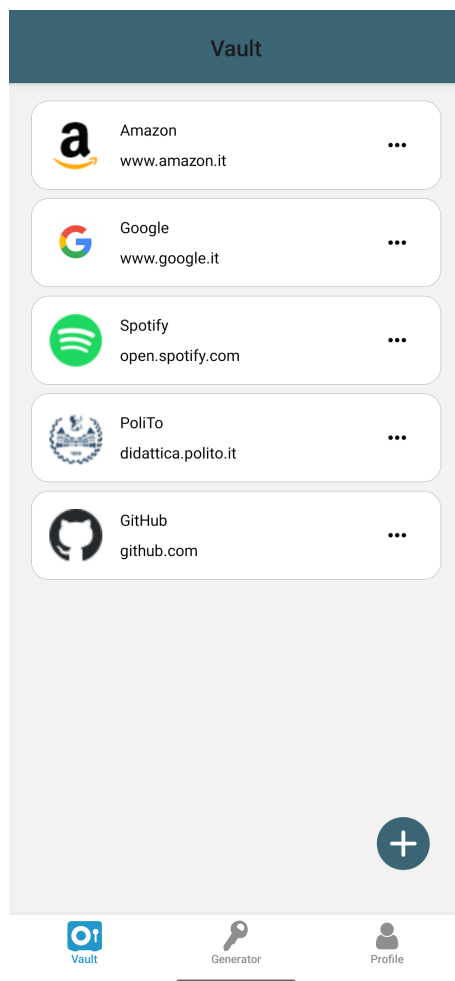 Vault
Amazon
www.amazon.it
Google
www.google.it
Spotify
open.spotify.com
PoliTo
didattica.polito.it
GitHub
github.com
Vault
Generator
Profile